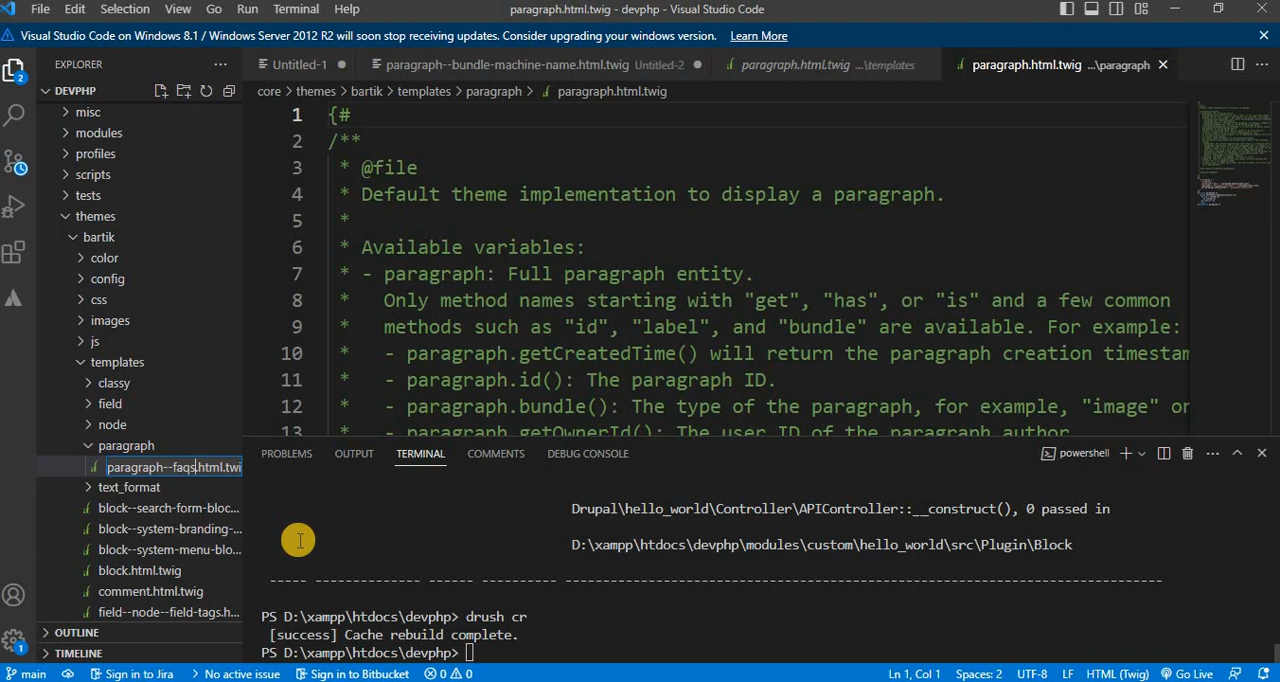 File Edit Selection View Go Run Terminal Help paragraph.html.twig - devphp - Visual Studio Code
Visual Studio Code on Windows 8.1 / Windows Server 2012 R2 will soon stop receiving updates. Consider upgrading your windows version. Learn More
EXPLORER ...
Untitled-1 paragraph--bundle-machine-name.html.twig Untitled-2 paragraph.html.twig ...\templates paragraph.html.twig ...\paragraph
DEVPHP
core > themes > bartik > templates > paragraph > paragraph.html.twig
misc
modules
profiles
scripts
tests
themes
bartik
color
config
css
images
js
templates
classy
field
node
paragraph
paragraph--faqs.html.twi
text_format
block--search-form-bloc...
block--system-branding-...
block--system-menu-blo...
block.html.twig
comment.html.twig
field--node--field-tags.h...
OUTLINE
TIMELINE
1 {#
2 /**
3 * @file
4 * Default theme implementation to display a paragraph.
5 *
6 * Available variables:
7 * - paragraph: Full paragraph entity.
8 * Only method names starting with "get", "has", or "is" and a few common
9 * methods such as "id", "label", and "bundle" are available. For example:
10 * - paragraph.getCreatedTime() will return the paragraph creation timestam
11 * - paragraph.id(): The paragraph ID.
12 * - paragraph.bundle(): The type of the paragraph, for example, "image" or
13 * - paragraph.getOwnerId(): The user ID of the paragraph author
PROBLEMS OUTPUT TERMINAL COMMENTS DEBUG CONSOLE powershell
Drupal\hello_world\Controller\APIController::__construct(), 0 passed in
D:\xampp\htdocs\devphp\modules\custom\hello_world\src\Plugin\Block
----- -------------- ------ ---------- --------------------------------------------------------------------------------
PS D:\xampp\htdocs\devphp> drush cr
[success] Cache rebuild complete.
PS D:\xampp\htdocs\devphp>
2
1
main Sign in to Jira No active issue Sign in to Bitbucket 0 0 Ln 1, Col 1 Spaces: 2 UTF-8 LF HTML (Twig) Go Live